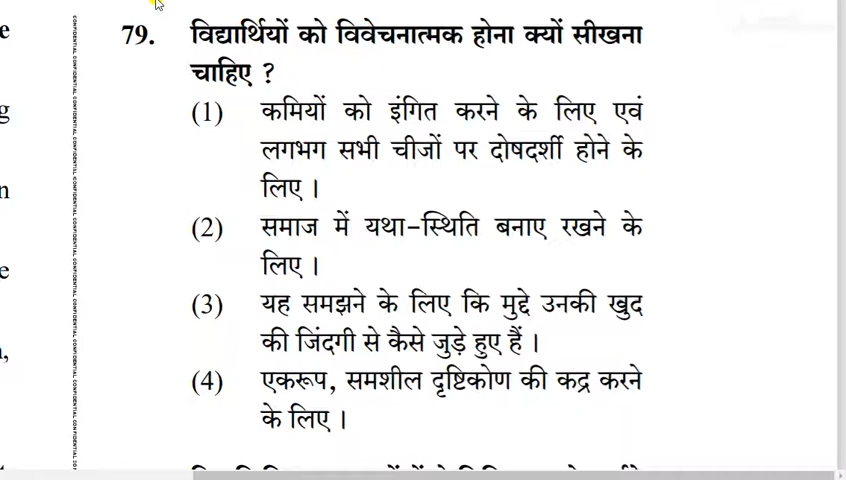 79. विद्यार्थियों को विवेचनात्मक होना क्यों सीखना
चाहिए ?
(1) कमियों को इंगित करने के लिए एवं
लगभग सभी चीजों पर दोषदर्शी होने के
लिए ।
(2) समाज में यथा-स्थिति बनाए रखने के
लिए ।
(3) यह समझने के लिए कि मुद्दे उनकी खुद
की जिंदगी से कैसे जुड़े हुए हैं ।
(4) एकरूप, समशील दृष्टिकोण की कद्र करने
के लिए ।